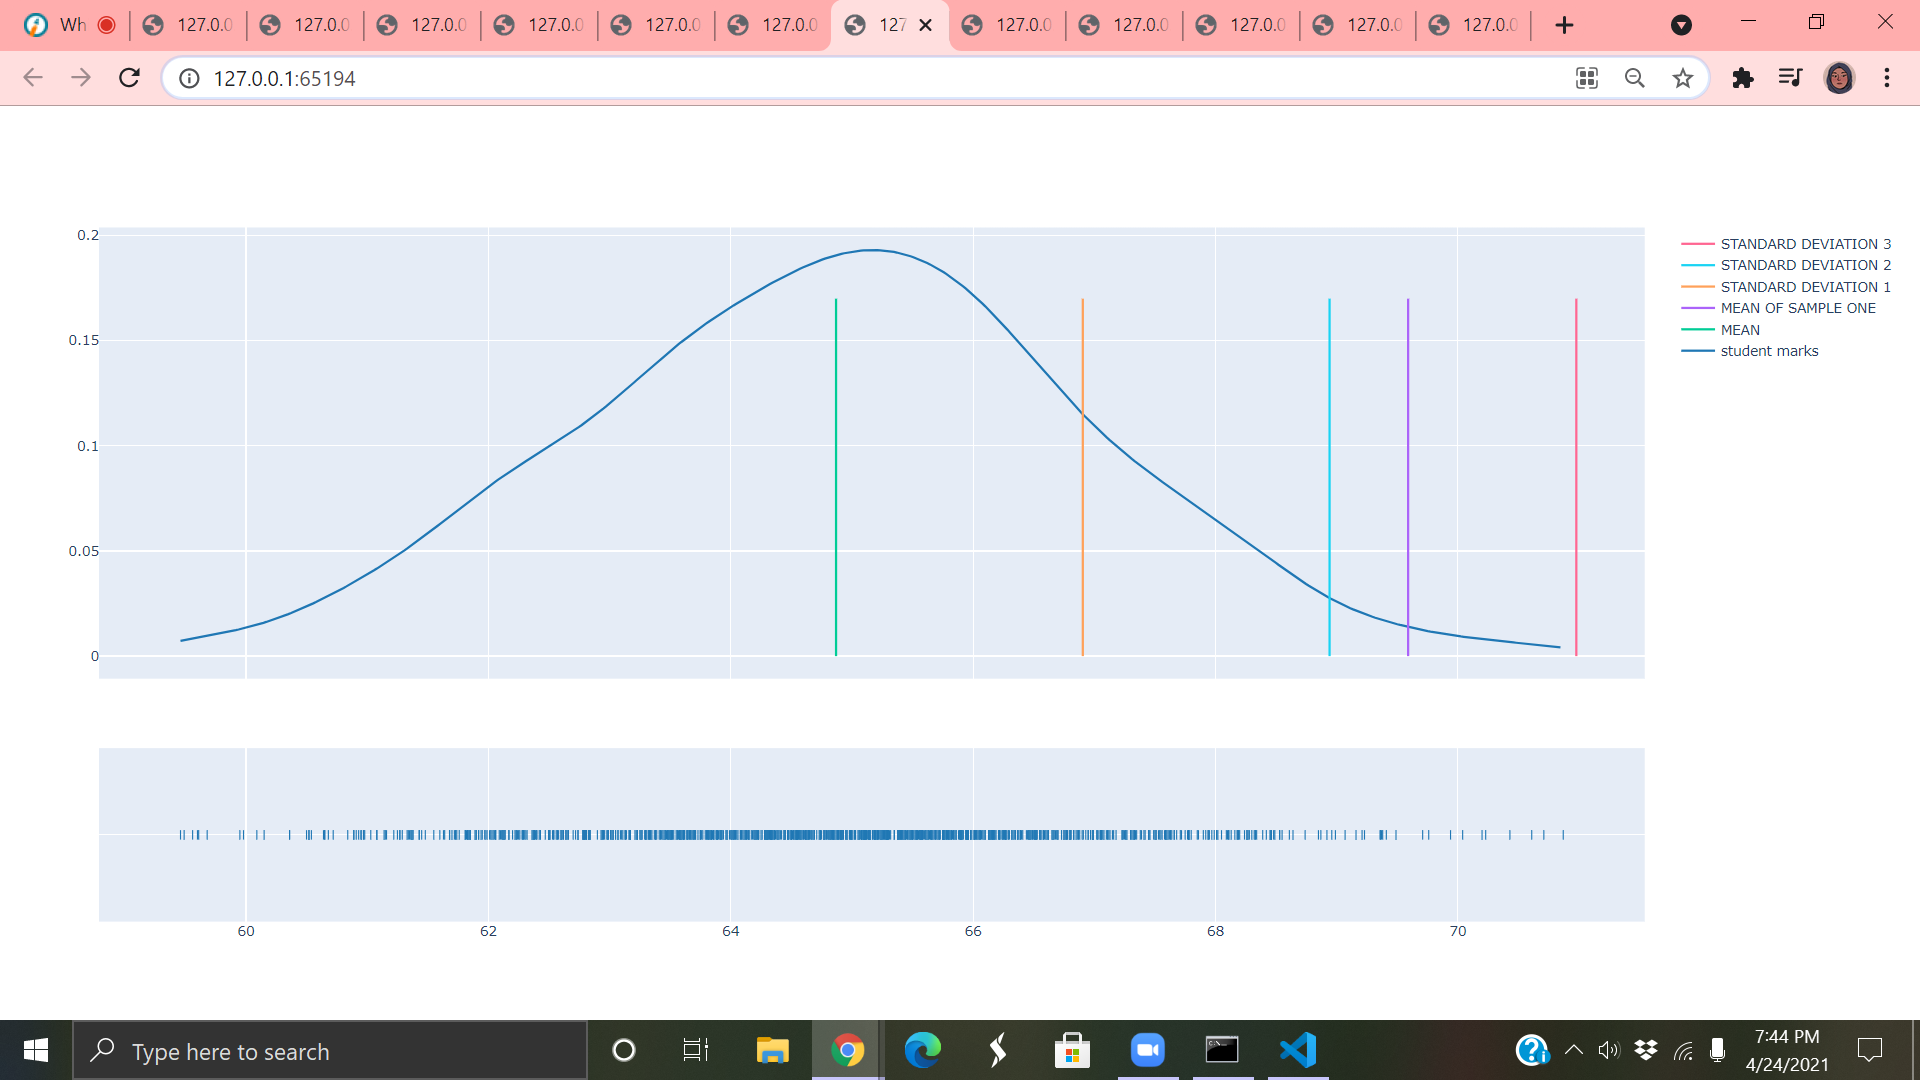 Wh 127.0.0 127.0.0 127.0.0 127.0.0 127.0.0 127.0.0 127 127.0.0 127.0.0 127.0.0 127.0.0 127.0.0
127.0.0.1:65194
0.2
0.15
0.1
0.05
0
STANDARD DEVIATION 3
STANDARD DEVIATION 2
STANDARD DEVIATION 1
MEAN OF SAMPLE ONE
MEAN
student marks
60 62 64 66 68 70
Type here to search
7:44 PM
4/24/2021